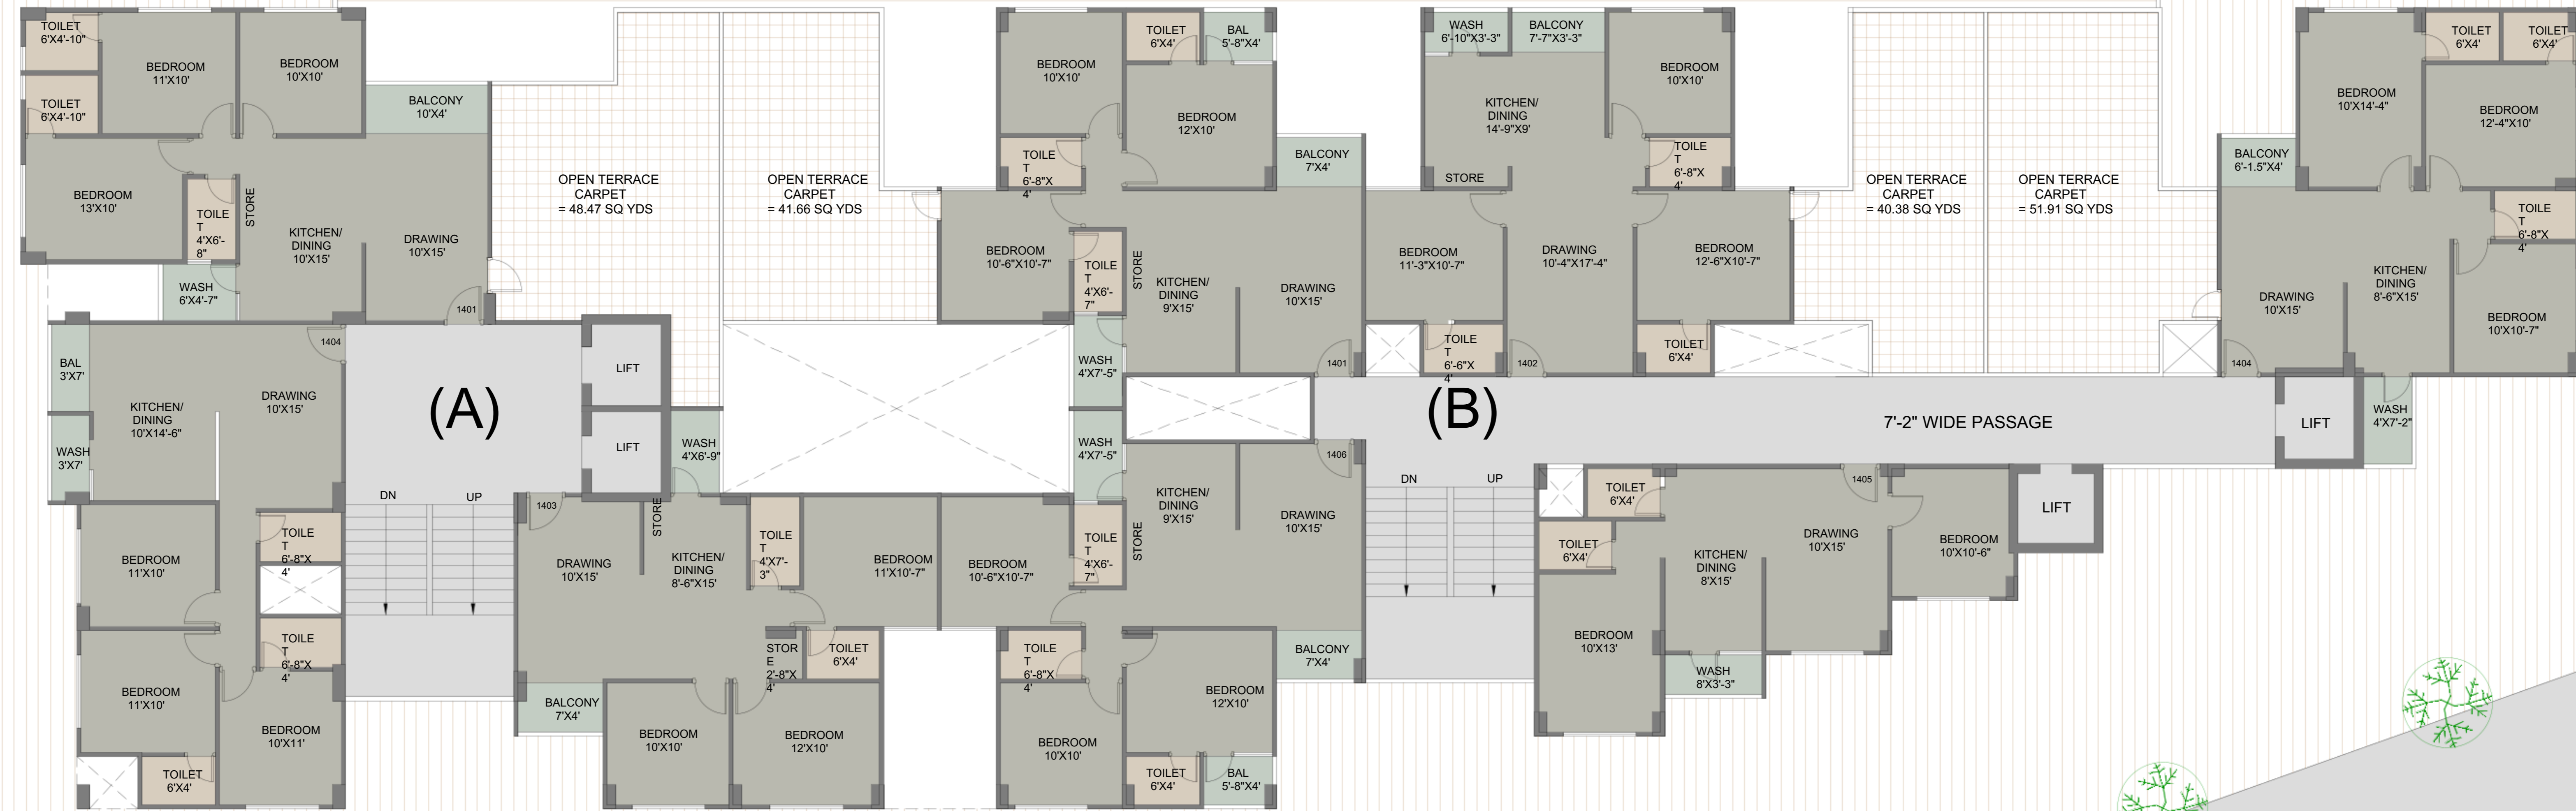 TOILET
6'X4'-10"
BEDROOM
11'X10'
BEDROOM
10'X10'
TOILET
6'X4'-10"
BALCONY
10'X4'
BEDROOM
13'X10'
TOILE
T
4'X6'-
8"
STORE
KITCHEN/
DINING
10'X15'
DRAWING
10'X15'
WASH
6'X4'-7"
1401
OPEN TERRACE
CARPET
= 48.47 SQ YDS
OPEN TERRACE
CARPET
= 41.66 SQ YDS
1404
BAL
3'X7'
KITCHEN/
DINING
10'X14'-6"
DRAWING
10'X15'
WASH
3'X7'
(A)
LIFT
LIFT
DN
UP
BEDROOM
11'X10'
TOILE
T
6'-8"X
4'
TOILE
T
6'-8"X
4'
BEDROOM
11'X10'
BEDROOM
10'X11'
TOILET
6'X4'
WASH
4'X6'-9"
1403
STORE
DRAWING
10'X15'
KITCHEN/
DINING
8'-6"X15'
TOILE
T
4'X7'-
3"
BEDROOM
11'X10'-7"
STOR
E
2'-8"X
4'
TOILET
6'X4'
BALCONY
7'X4'
BEDROOM
10'X10'
BEDROOM
12'X10'
BEDROOM
10'X10'
TOILET
6'X4'
BAL
5'-8"X4'
BEDROOM
12'X10'
TOILE
T
6'-8"X
4'
BALCONY
7'X4'
BEDROOM
10'-6"X10'-7"
TOILE
T
4'X6'-
7"
STORE
KITCHEN/
DINING
9'X15'
DRAWING
10'X15'
WASH
4'X7'-5"
1401
WASH
4'X7'-5"
1406
BEDROOM
10'-6"X10'-7"
TOILE
T
4'X6'-
7"
STORE
KITCHEN/
DINING
9'X15'
DRAWING
10'X15'
TOILE
T
6'-8"X
4'
BEDROOM
12'X10'
BALCONY
7'X4'
BEDROOM
10'X10'
TOILET
6'X4'
BAL
5'-8"X4'
WASH
6'-10"X3'-3"
BALCONY
7'-7"X3'-3"
BEDROOM
10'X10'
KITCHEN/
DINING
14'-9"X9'
STORE
TOILE
T
6'-8"X
4'
BEDROOM
11'-3"X10'-7"
DRAWING
10'-4"X17'-4"
BEDROOM
12'-6"X10'-7"
TOILE
T
6'-6"X
4'
1402
TOILET
6'X4'
OPEN TERRACE
CARPET
= 40.38 SQ YDS
OPEN TERRACE
CARPET
= 51.91 SQ YDS
(B)
7'-2" WIDE PASSAGE
DN
UP
TOILET
6'X4'
TOILET
6'X4'
1405
KITCHEN/
DINING
8'X15'
DRAWING
10'X15'
BEDROOM
10'X10'-6"
LIFT
BEDROOM
10'X13'
WASH
8'X3'-3"
BEDROOM
10'X14'-4"
TOILET
6'X4'
TOILET
6'X4'
BEDROOM
12'-4"X10'
BALCONY
6'-1.5"X4'
TOILE
T
6'-8"X
4'
DRAWING
10'X15'
KITCHEN/
DINING
8'-6"X15'
BEDROOM
10'X10'-7"
1404
LIFT
WASH
4'X7'-2"